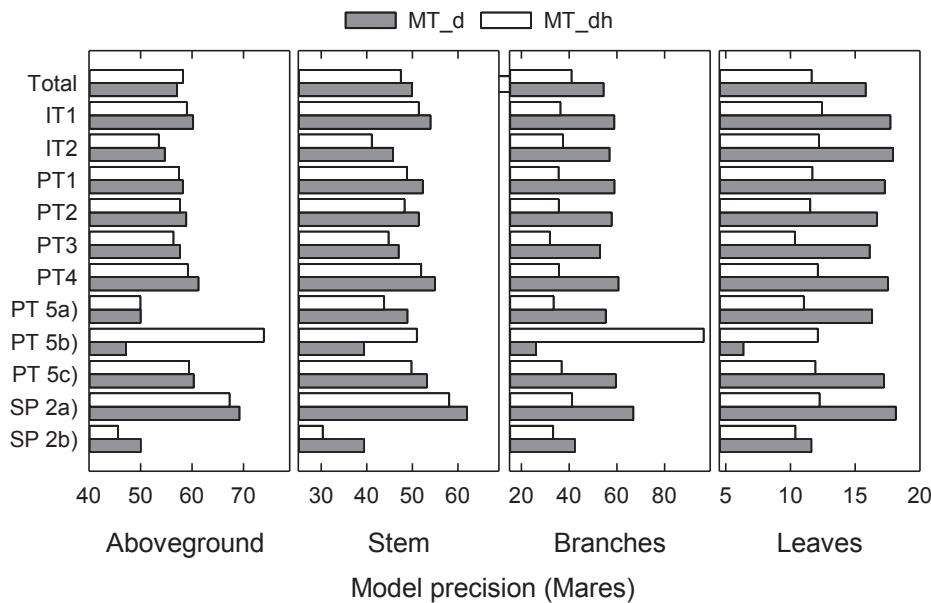 MT_d MT_dh
Total
IT1
IT2
PT1
PT2
PT3
PT4
PT 5a)
PT 5b)
PT 5c)
SP 2a)
SP 2b)
40 50 60 70 30 40 50 60 20 40 60 80 5 10 15 20
Aboveground Stem Branches Leaves
Model precision (Mares)